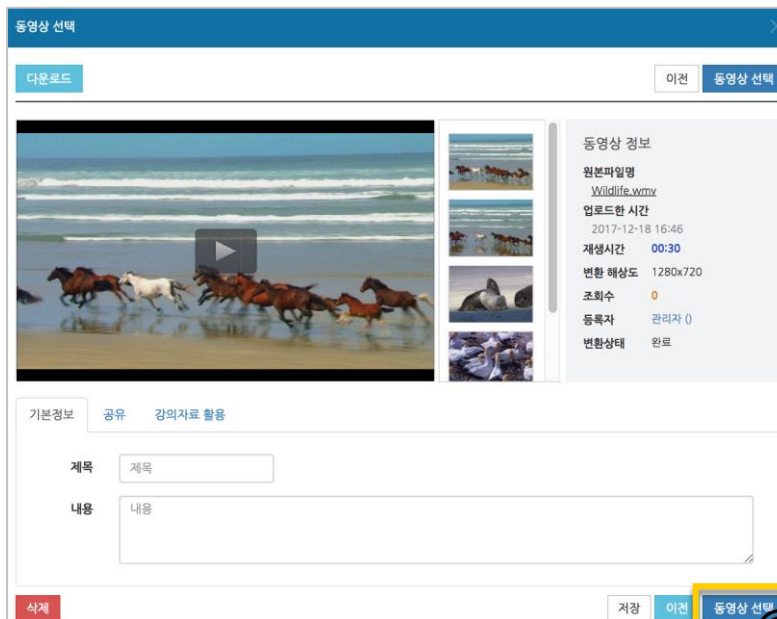 동영상 선택
다운로드
이전
동영상 선택
동영상 정보
원본파일명
Wildlife.wmv
업로드한 시간
2017-12-18 16:46
재생시간 00:30
변환 해상도 1280x720
조회수 0
등록자 관리자 ()
변환상태 완료
기본정보 공유 강의자료 활용
제목 제목
내용 내용
삭제 저장 이전 동영상 선택